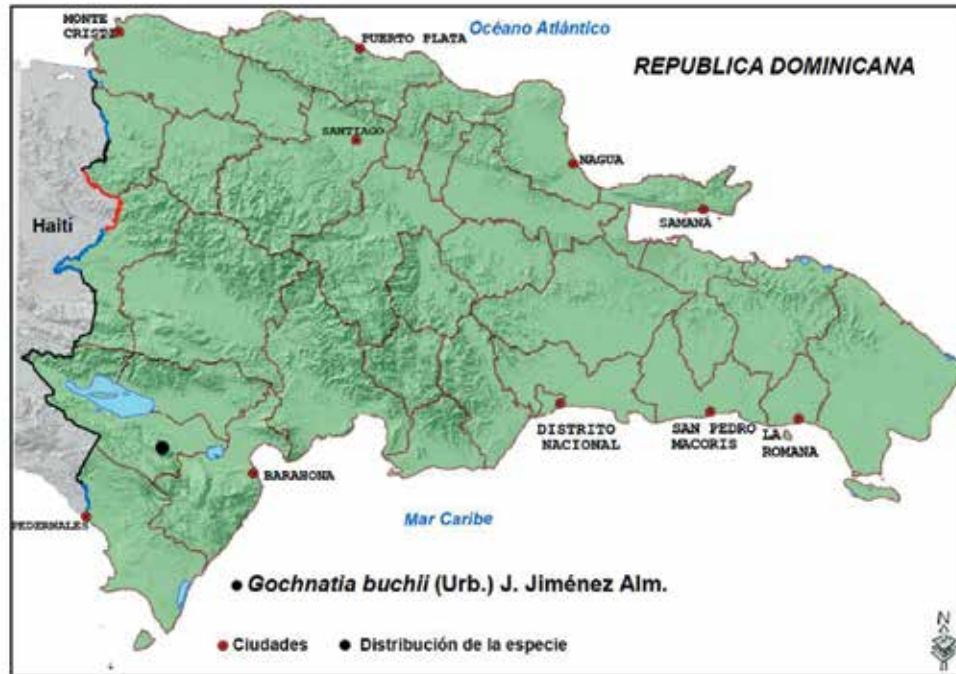 MONTE
CRISTI
PUERTO PLATA
Océano Atlántico
REPUBLICA DOMINICANA
SANTIAGO
NAGUA
SAMANA
Haití
DISTRITO
NACIONAL
SAN PEDRO
MACORIS
LA
ROMANA
BARAHONA
PEDERNALES
Mar Caribe
Gochnatia buchii (Urb.) J. Jiménez Alm.
Ciudades
Distribución de la especie
N